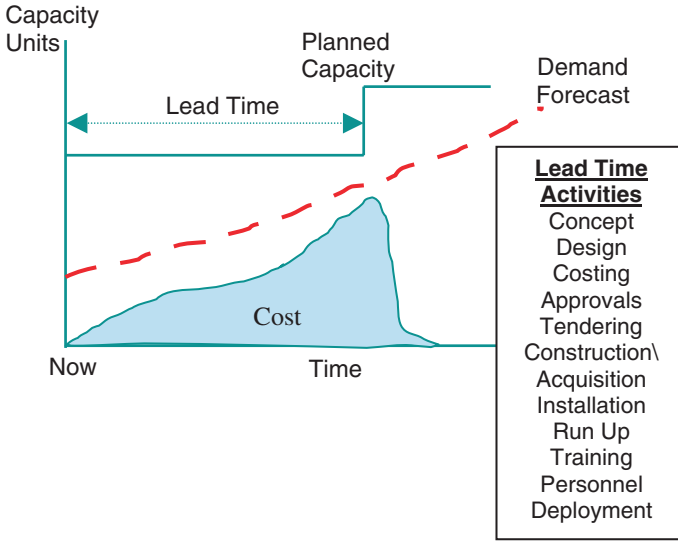 Capacity
Units
Planned
Capacity
Demand
Forecast
Lead Time
Cost
Now
Time
Lead Time
Activities
Concept
Design
Costing
Approvals
Tendering
Construction\
Acquisition
Installation
Run Up
Training
Personnel
Deployment